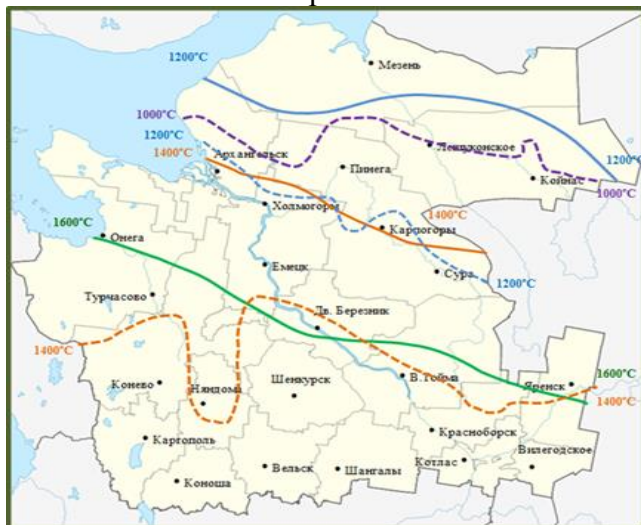 Мезень
1200°С
1000°С
1200°С
1400°С
Архангельск
Лешуконское
Пинега
Койнас
1200°С
1000°С
Холмогоры
1400°С
Карпогоры
1600°С
Онега
Емецк
Сура
1200°С
Турчасово
Дв. Березник
1400°С
Конево
Няндома
Шенкурск
В. Тойма
Яренск
1600°С
1400°С
Каргополь
Красноборск
Коноша
Вельск
Шангалы
Котлас
Вилегодское